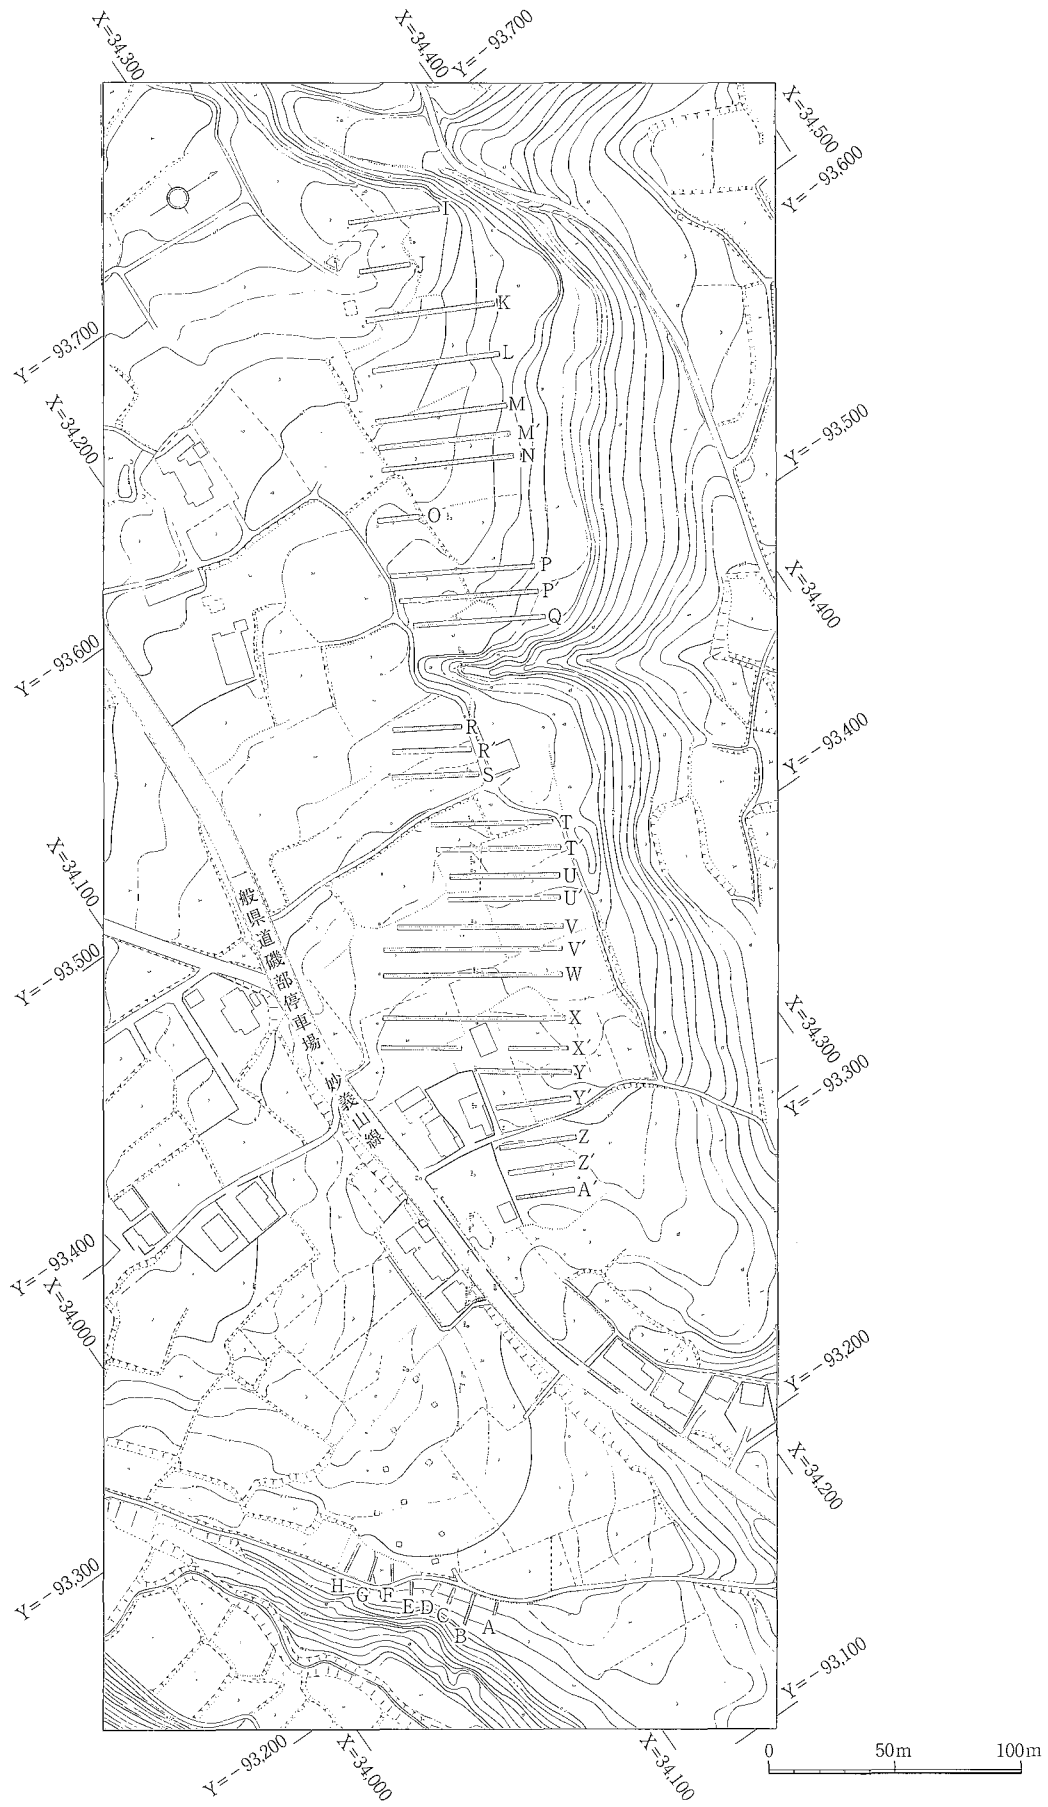 X=34,300
X=34,400
Y=−93,700
X=34,500
Y=−93,600
I
J
K
Y=−93,700
L
X=34,200
M
M′
N
Y=−93,500
O
P
P′
Q
X=34,400
Y=−93,600
R
R′
S
Y=−93,400
T
T′
U
U′
X=34,100
V
V′
W
Y=−93,500
X
X′
X=34,300
Y=−93,300
Y
Y′
Z
Z′
A′
一般県道磯部停車場・妙義山線
Y=−93,400
X=34,000
Y=−93,200
X=34,200
Y=−93,300
H
G
F
E
D
C
B
A
Y=−93,100
Y=−93,200
X=34,000
X=34,100
0 50m 100m